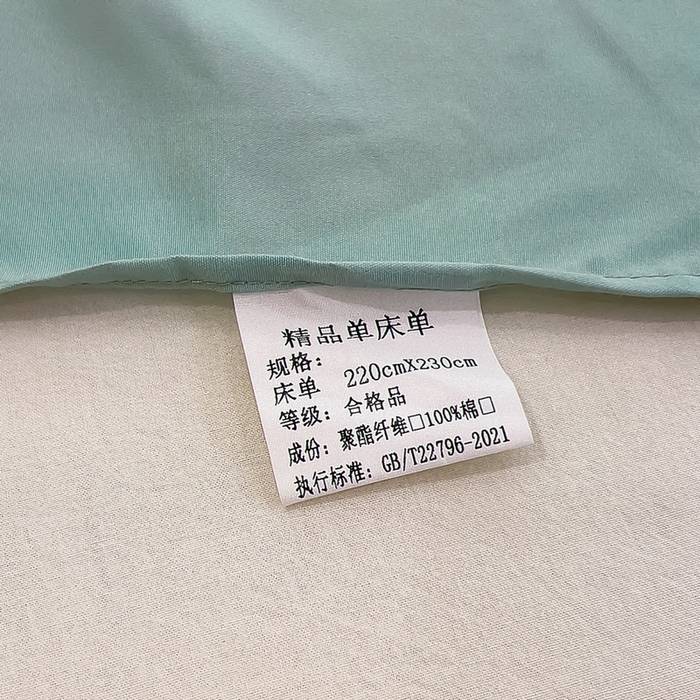 精品单床单
规格：
床单 220cmX230cm
等级：合格品
成份：聚酯纤维□100%棉□
执行标准：GB/T22796-2021